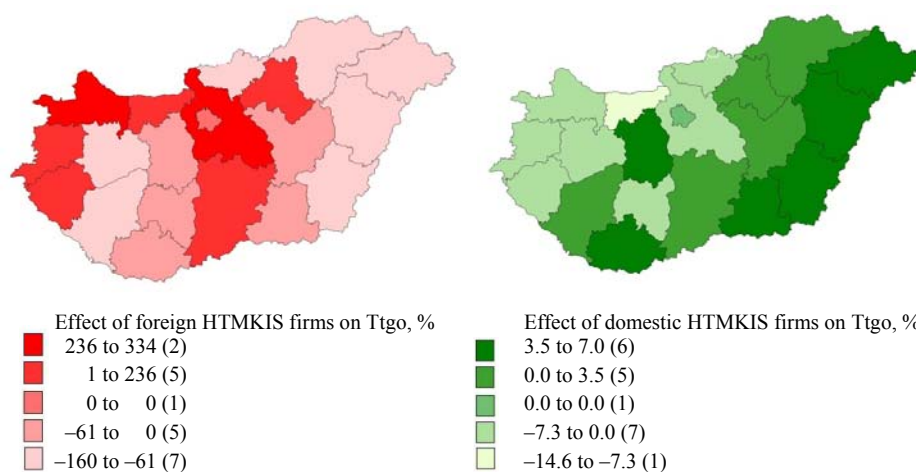 Effect of foreign HTMKIS firms on Ttgo, %
236 to 334 (2)
1 to 236 (5)
0 to 0 (1)
–61 to 0 (5)
–160 to –61 (7)
Effect of domestic HTMKIS firms on Ttgo, %
3.5 to 7.0 (6)
0.0 to 3.5 (5)
0.0 to 0.0 (1)
–7.3 to 0.0 (7)
–14.6 to –7.3 (1)